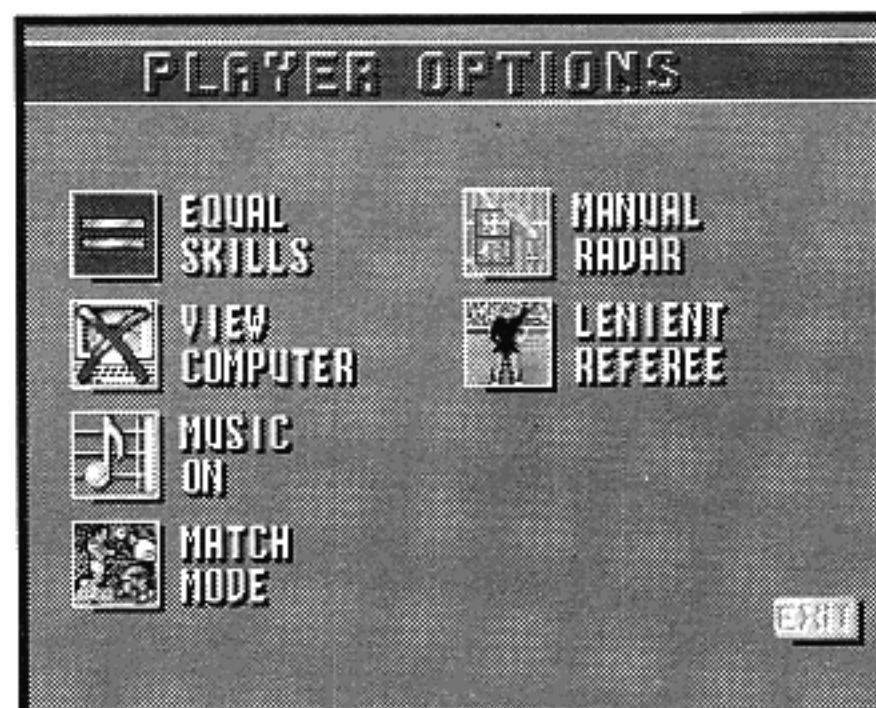 PLAYER OPTIONS
EQUAL
SKILLS
VIEW
COMPUTER
MUSIC
ON
MATCH
MODE
MANUAL
RADAR
LENIENT
REFEREE
EXIT